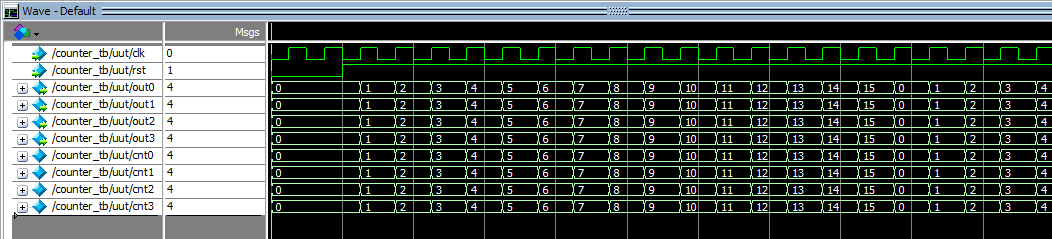 Wave - Default
Msgs
/counter_tb/uut/clk 0
/counter_tb/uut/rst 1
/counter_tb/uut/out0 4 0 1 2 3 4 5 6 7 8 9 10 11 12 13 14 15 0 1 2 3 4
/counter_tb/uut/out1 4 0 1 2 3 4 5 6 7 8 9 10 11 12 13 14 15 0 1 2 3 4
/counter_tb/uut/out2 4 0 1 2 3 4 5 6 7 8 9 10 11 12 13 14 15 0 1 2 3 4
/counter_tb/uut/out3 4 0 1 2 3 4 5 6 7 8 9 10 11 12 13 14 15 0 1 2 3 4
/counter_tb/uut/cnt0 4 0 1 2 3 4 5 6 7 8 9 10 11 12 13 14 15 0 1 2 3 4
/counter_tb/uut/cnt1 4 0 1 2 3 4 5 6 7 8 9 10 11 12 13 14 15 0 1 2 3 4
/counter_tb/uut/cnt2 4 0 1 2 3 4 5 6 7 8 9 10 11 12 13 14 15 0 1 2 3 4
/counter_tb/uut/cnt3 4 0 1 2 3 4 5 6 7 8 9 10 11 12 13 14 15 0 1 2 3 4